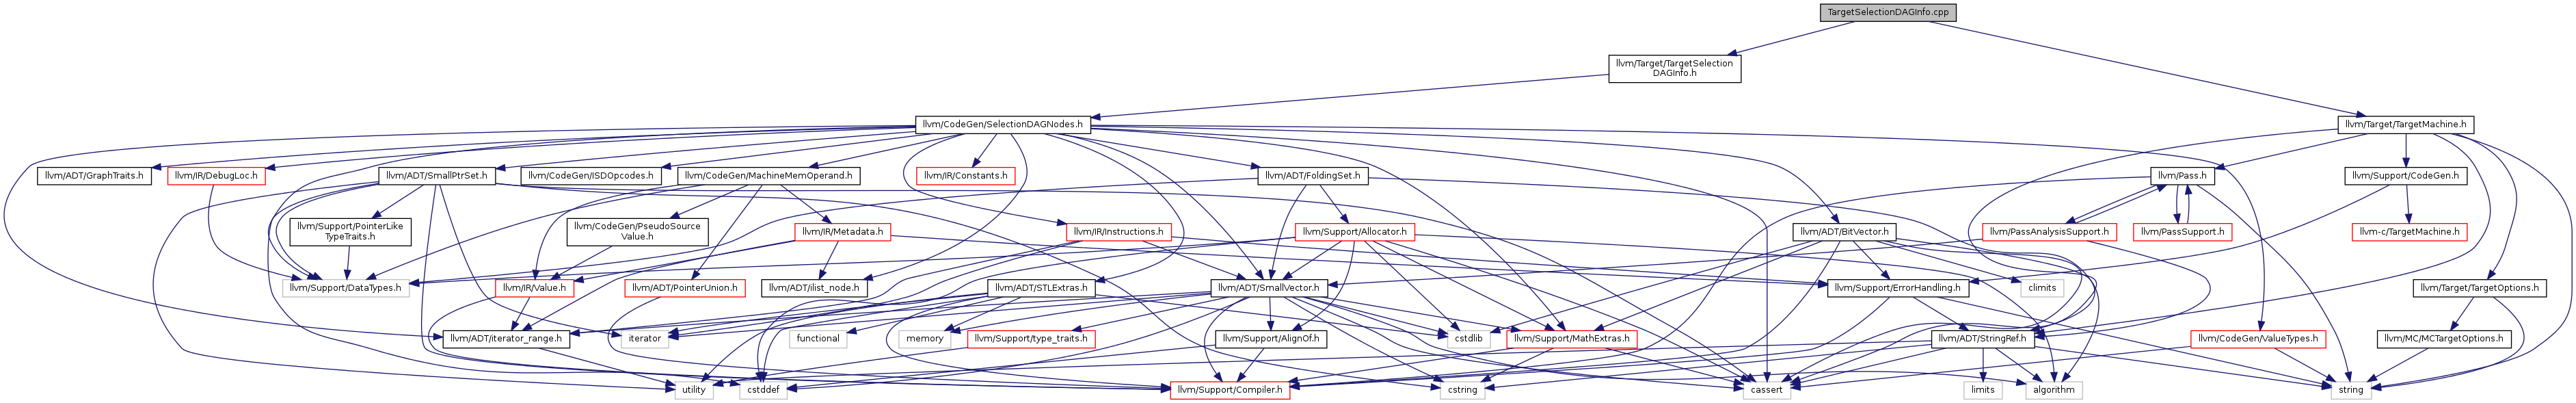 TargetSelectionDAGInfo.cpp
llvm/Target/TargetSelection
DAGInfo.h
llvm/CodeGen/SelectionDAGNodes.h
llvm/Target/TargetMachine.h
llvm/ADT/GraphTraits.h
llvm/IR/DebugLoc.h
llvm/ADT/SmallPtrSet.h
llvm/CodeGen/ISDOpcodes.h
llvm/CodeGen/MachineMemOperand.h
llvm/IR/Constants.h
llvm/ADT/FoldingSet.h
llvm/Pass.h
llvm/Support/CodeGen.h
llvm/Support/PointerLike
TypeTraits.h
llvm/CodeGen/PseudoSource
Value.h
llvm/IR/Metadata.h
llvm/IR/Instructions.h
llvm/Support/Allocator.h
llvm/ADT/BitVector.h
llvm/PassAnalysisSupport.h
llvm/PassSupport.h
llvm-c/TargetMachine.h
llvm/Support/DataTypes.h
llvm/IR/Value.h
llvm/ADT/PointerUnion.h
llvm/ADT/ilist_node.h
llvm/ADT/STLExtras.h
llvm/ADT/SmallVector.h
llvm/Support/ErrorHandling.h
climits
llvm/Target/TargetOptions.h
llvm/ADT/iterator_range.h
iterator
functional
memory
llvm/Support/type_traits.h
llvm/Support/AlignOf.h
cstdlib
llvm/Support/MathExtras.h
llvm/ADT/StringRef.h
llvm/CodeGen/ValueTypes.h
llvm/MC/MCTargetOptions.h
utility
cstddef
llvm/Support/Compiler.h
cstring
cassert
limits
algorithm
string